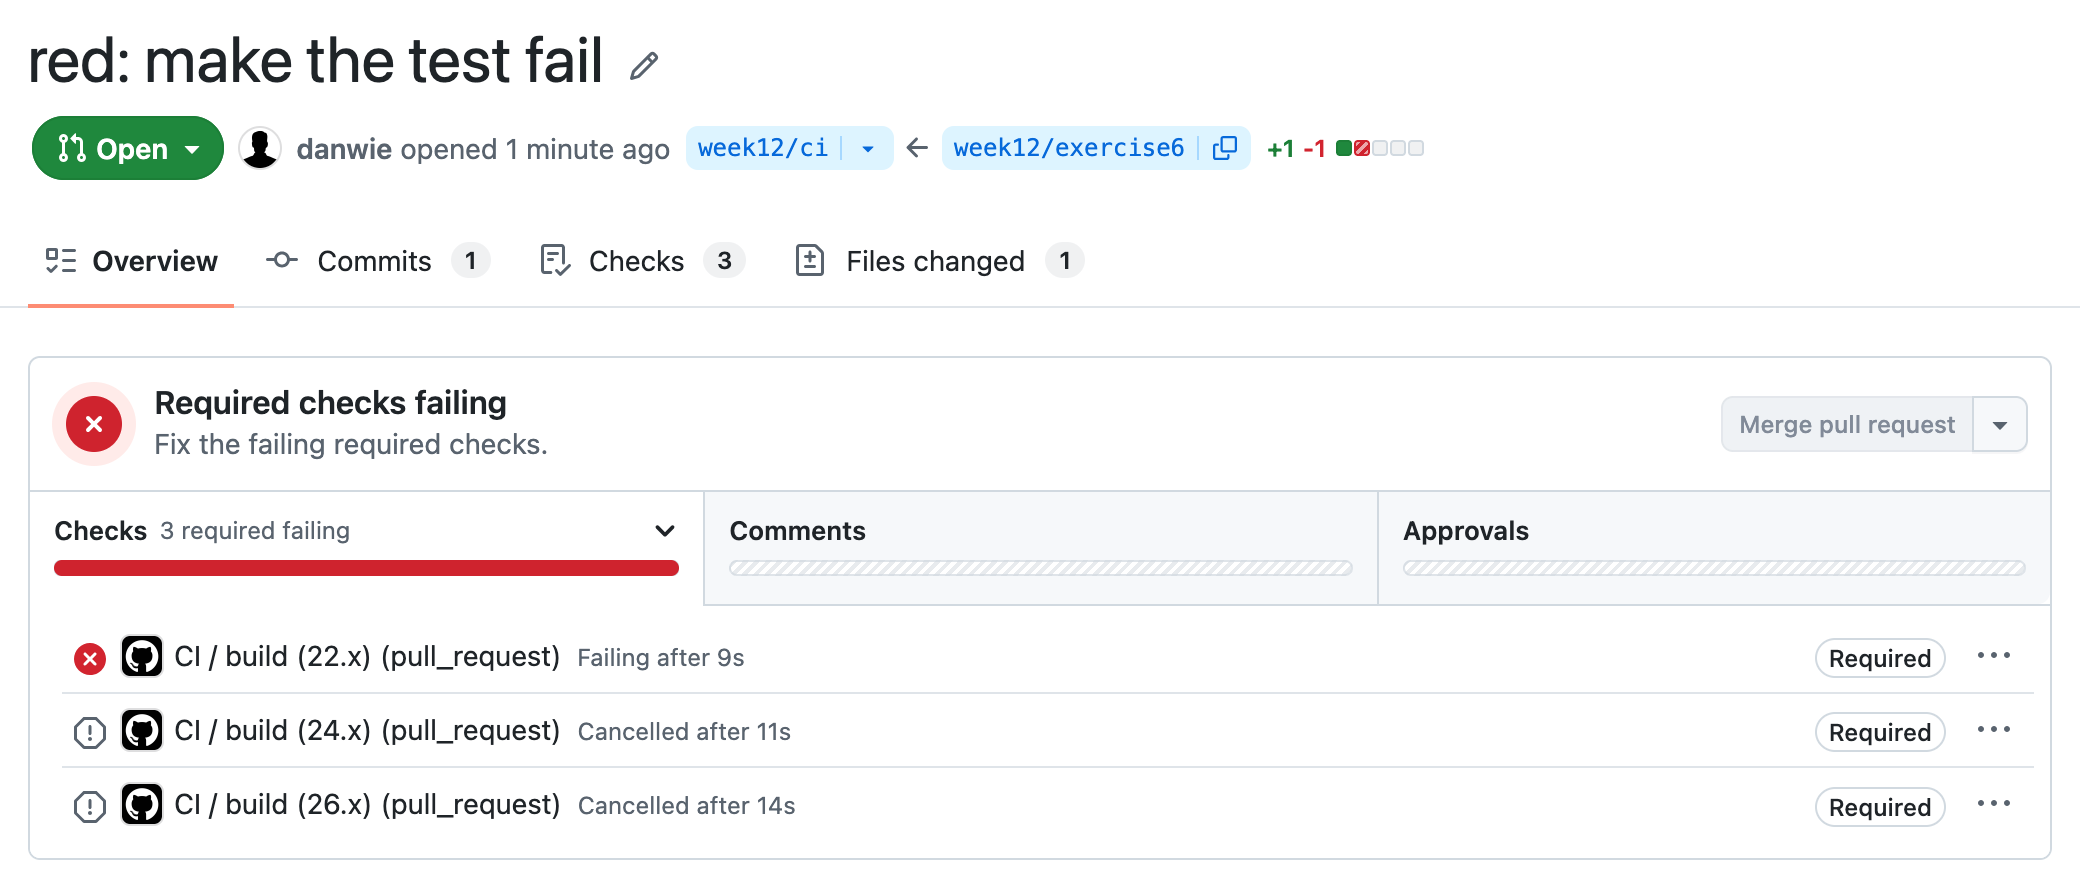 red: make the test fail
Open danwie opened 1 minute ago week12/ci ← week12/exercise6 +1 -1
Overview Commits 1 Checks 3 Files changed 1
Required checks failing
Fix the failing required checks.
Merge pull request
Checks 3 required failing
Comments
Approvals
CI / build (22.x) (pull_request) Failing after 9s Required
CI / build (24.x) (pull_request) Cancelled after 11s Required
CI / build (26.x) (pull_request) Cancelled after 14s Required